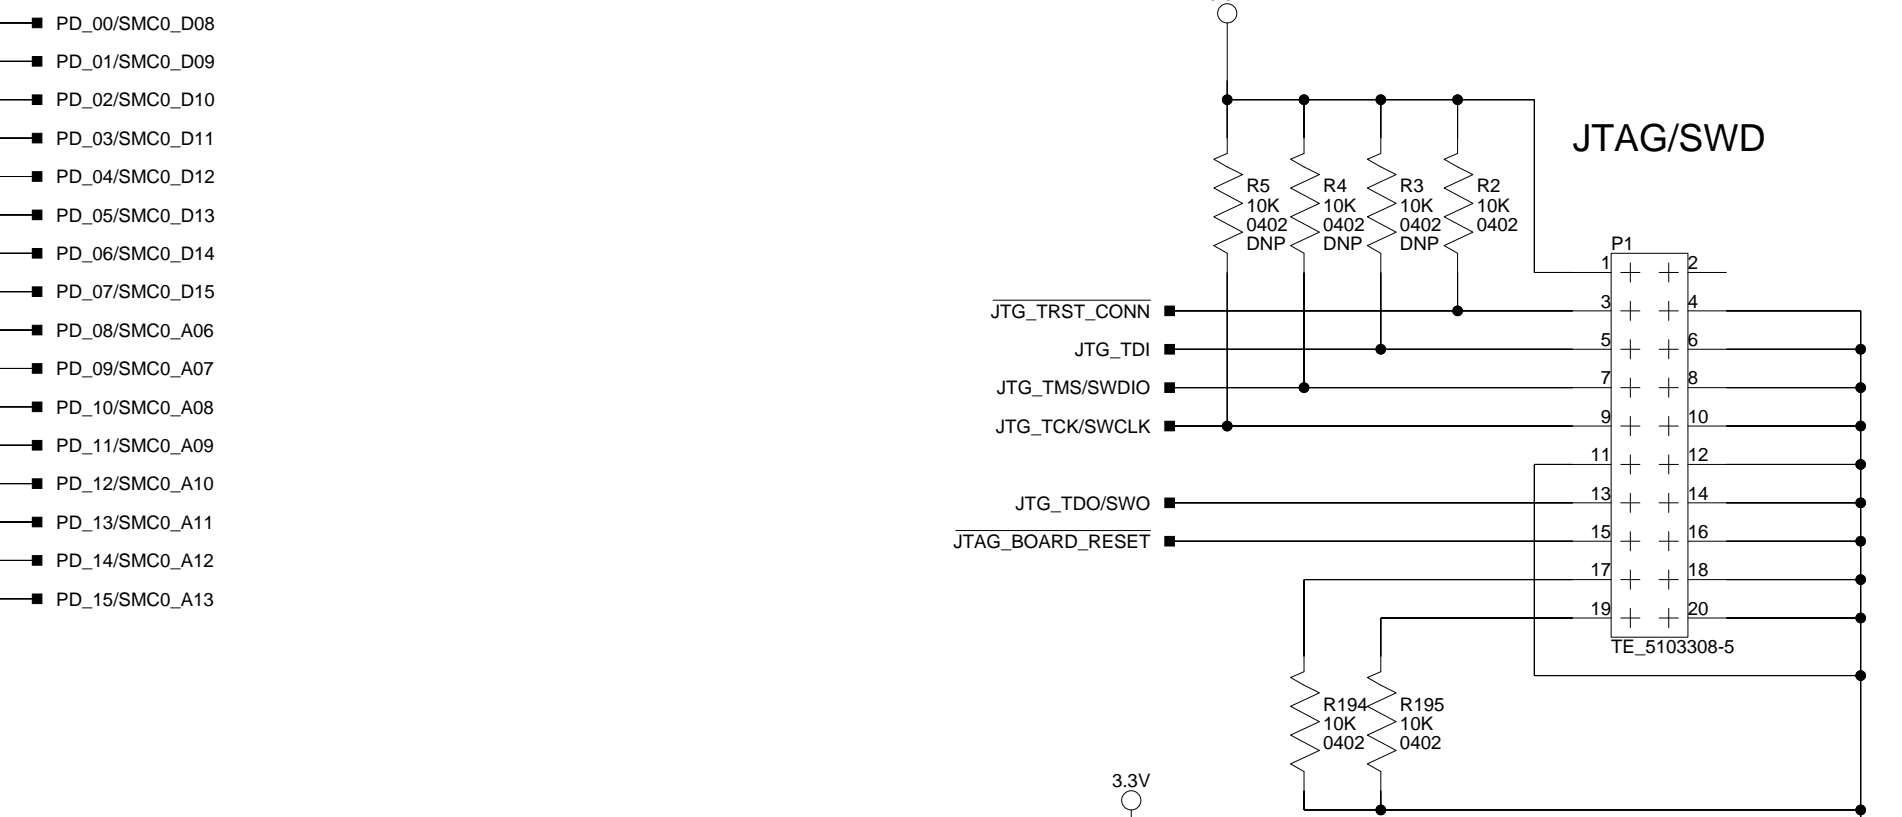 PD_00/SMC0_D08
PD_01/SMC0_D09
PD_02/SMC0_D10
PD_03/SMC0_D11
PD_04/SMC0_D12
PD_05/SMC0_D13
PD_06/SMC0_D14
PD_07/SMC0_D15
PD_08/SMC0_A06
PD_09/SMC0_A07
PD_10/SMC0_A08
PD_11/SMC0_A09
PD_12/SMC0_A10
PD_13/SMC0_A11
PD_14/SMC0_A12
PD_15/SMC0_A13
JTAG/SWD
R5
10K
0402
DNP
R4
10K
0402
DNP
R3
10K
0402
DNP
R2
10K
0402
JTG_TRST_CONN
JTG_TDI
JTG_TMS/SWDIO
JTG_TCK/SWCLK
JTG_TDO/SWO
JTAG_BOARD_RESET
P1
1 2
3 4
5 6
7 8
9 10
11 12
13 14
15 16
17 18
19 20
TE_5103308-5
R194
10K
0402
R195
10K
0402
3.3V